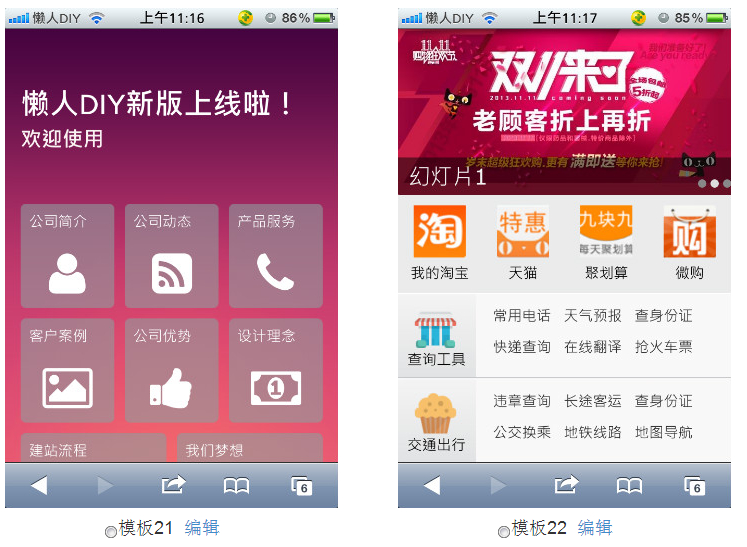 懒人DIY 上午11:16 86%
懒人DIY新版上线啦！
欢迎使用
公司简介 公司动态 产品服务
客户案例 公司优势 设计理念
1
建站流程 我们梦想
6
模板21 编辑
懒人DIY 上午11:17 85%
11.11
双11来了
2013.11.11 coming soon
全场包邮
5折起
老顾客折上再折
岁末超级狂欢购,更有满即送等你来抢!
幻灯片1
淘 特惠 九块九 购
每天聚划算
我的淘宝 天猫 聚划算 微购
常用电话 天气预报 查身份证
查询工具
快递查询 在线翻译 抢火车票
违章查询 长途客运 查身份证
交通出行
公交换乘 地铁线路 地图导航
6
模板22 编辑